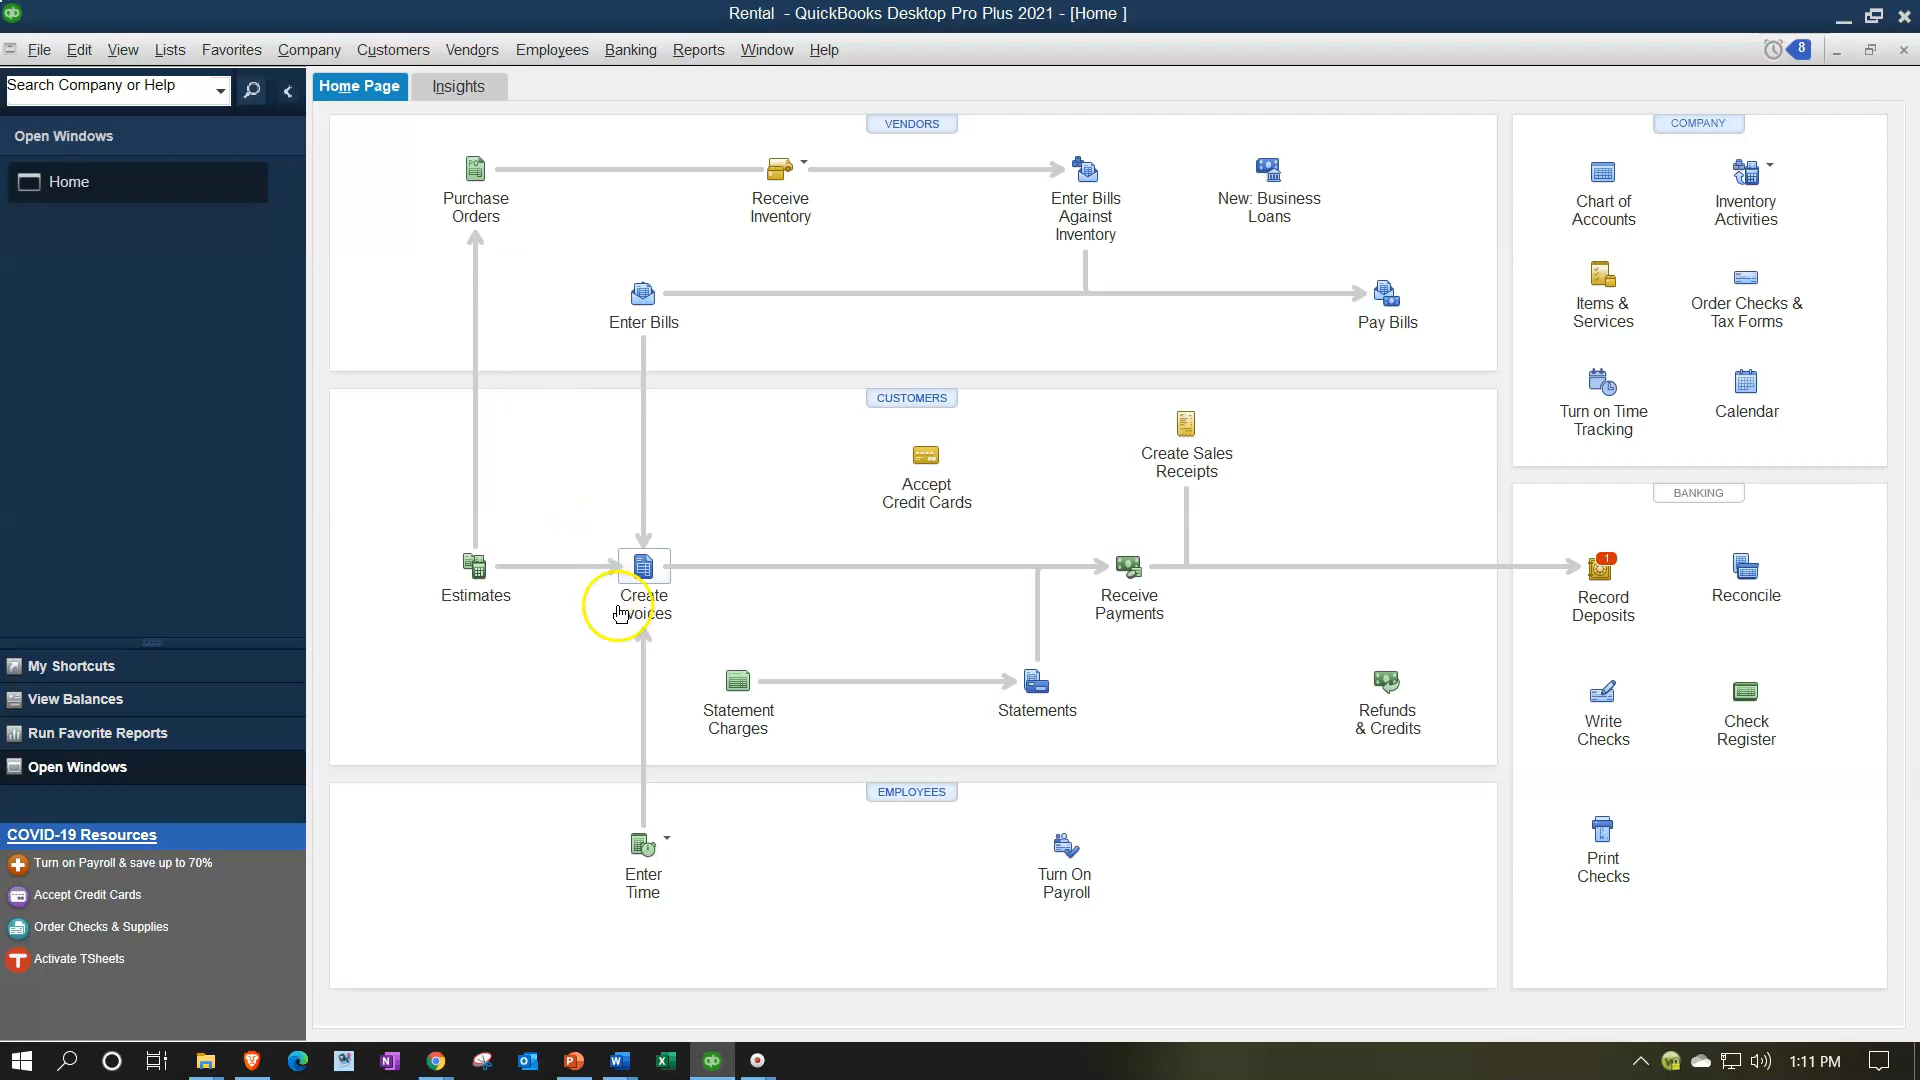 Rental - QuickBooks Desktop Pro Plus 2021 - [Home ]
File Edit View Lists Favorites Company Customers Vendors Employees Banking Reports Window Help
8
Search Company or Help
Home Page
Insights
Open Windows
Home
VENDORS
Purchase
Orders
Receive
Inventory
Enter Bills
Against
Inventory
New: Business
Loans
Enter Bills
Pay Bills
COMPANY
Chart of
Accounts
Inventory
Activities
Items &
Services
Order Checks &
Tax Forms
Turn on Time
Tracking
Calendar
CUSTOMERS
Accept
Credit Cards
Create Sales
Receipts
Estimates
Create
Receive
Payments
Statement
Charges
Statements
Refunds
& Credits
BANKING
1
Record
Deposits
Reconcile
Write
Checks
Check
Register
Print
Checks
EMPLOYEES
Enter
Time
Turn On
Payroll
My Shortcuts
View Balances
Run Favorite Reports
Open Windows
COVID-19 Resources
Turn on Payroll & save up to 70%
Accept Credit Cards
Order Checks & Supplies
Activate TSheets
1:11 PM